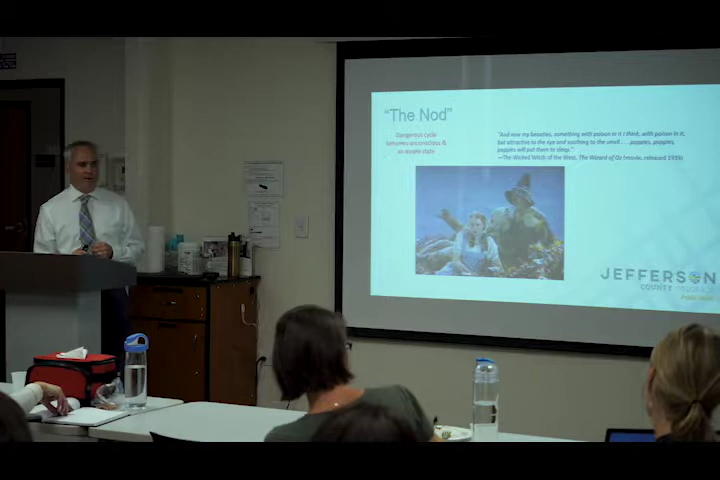 "The Nod"
Dangerous cycle
between unconscious &
an awake state
"And now my beauties, something with poison in it I think, with poison in it,
but attractive to the eye and soothing to the smell . . . poppies, poppies,
poppies will put them to sleep."
—The Wicked Witch of the West, The Wizard of Oz (movie, released 1939)
JEFFERSON
COUNTY COLORADO
Public Health